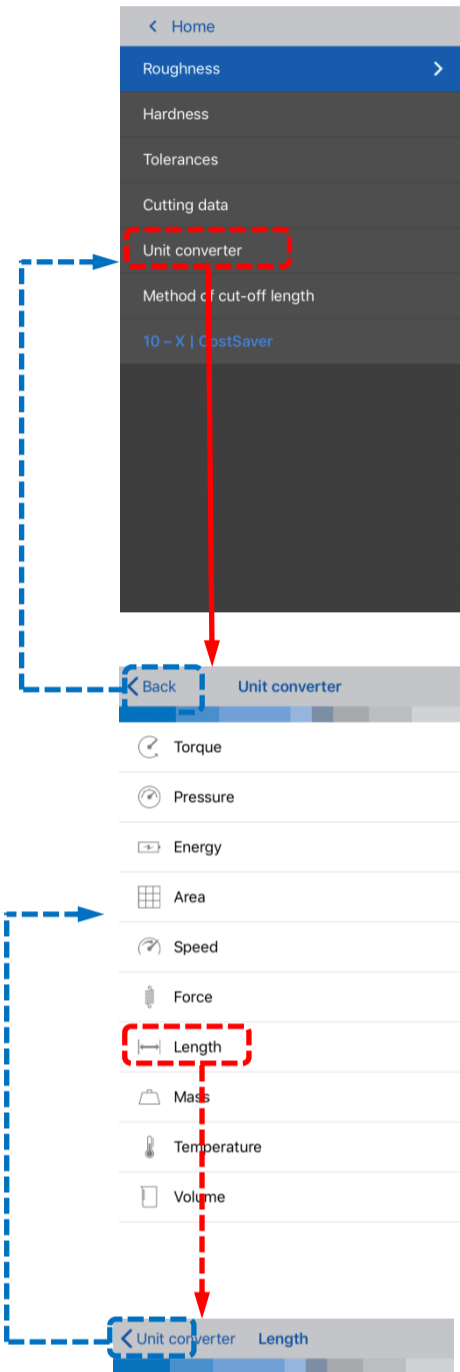 Home
Roughness
Hardness
Tolerances
Cutting data
Unit converter
Method of cut-off length
10 – X | CostSaver
Back Unit converter
Torque
Pressure
Energy
Area
Speed
Force
Length
Mass
Temperature
Volume
Unit converter Length